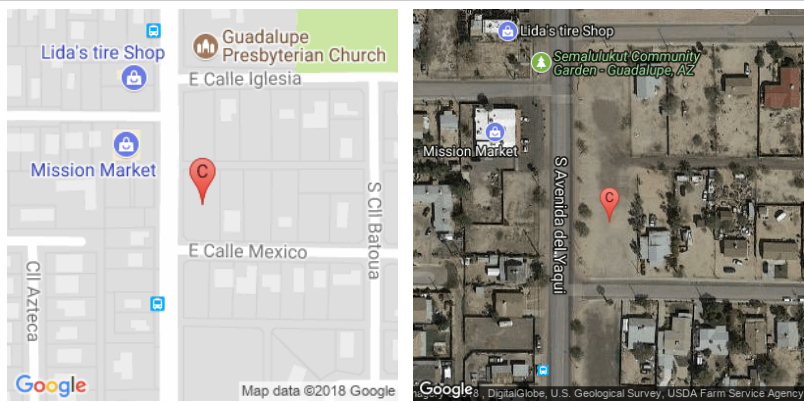 Lida's tire Shop
Guadalupe
Presbyterian Church
E Calle Iglesia
Mission Market
C
S Cll Batoua
E Calle Mexico
Cll Azteca
Google
Map data ©2018 Google
Lida's tire Shop
Semalulukut Community
Garden - Guadalupe, AZ
Mission Market
C
S Avenida del Yaqui
Google
, DigitalGlobe, U.S. Geological Survey, USDA Farm Service Agency